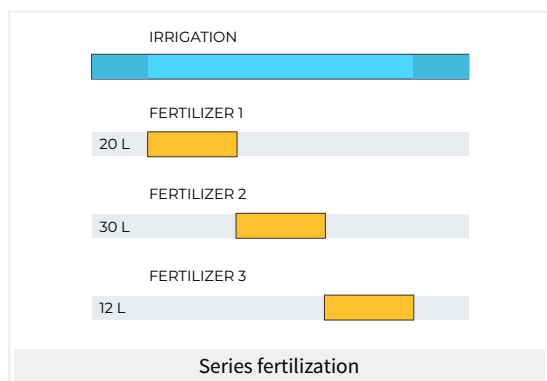 IRRIGATION
FERTILIZER 1
20 L
FERTILIZER 2
30 L
FERTILIZER 3
12 L
Series fertilization